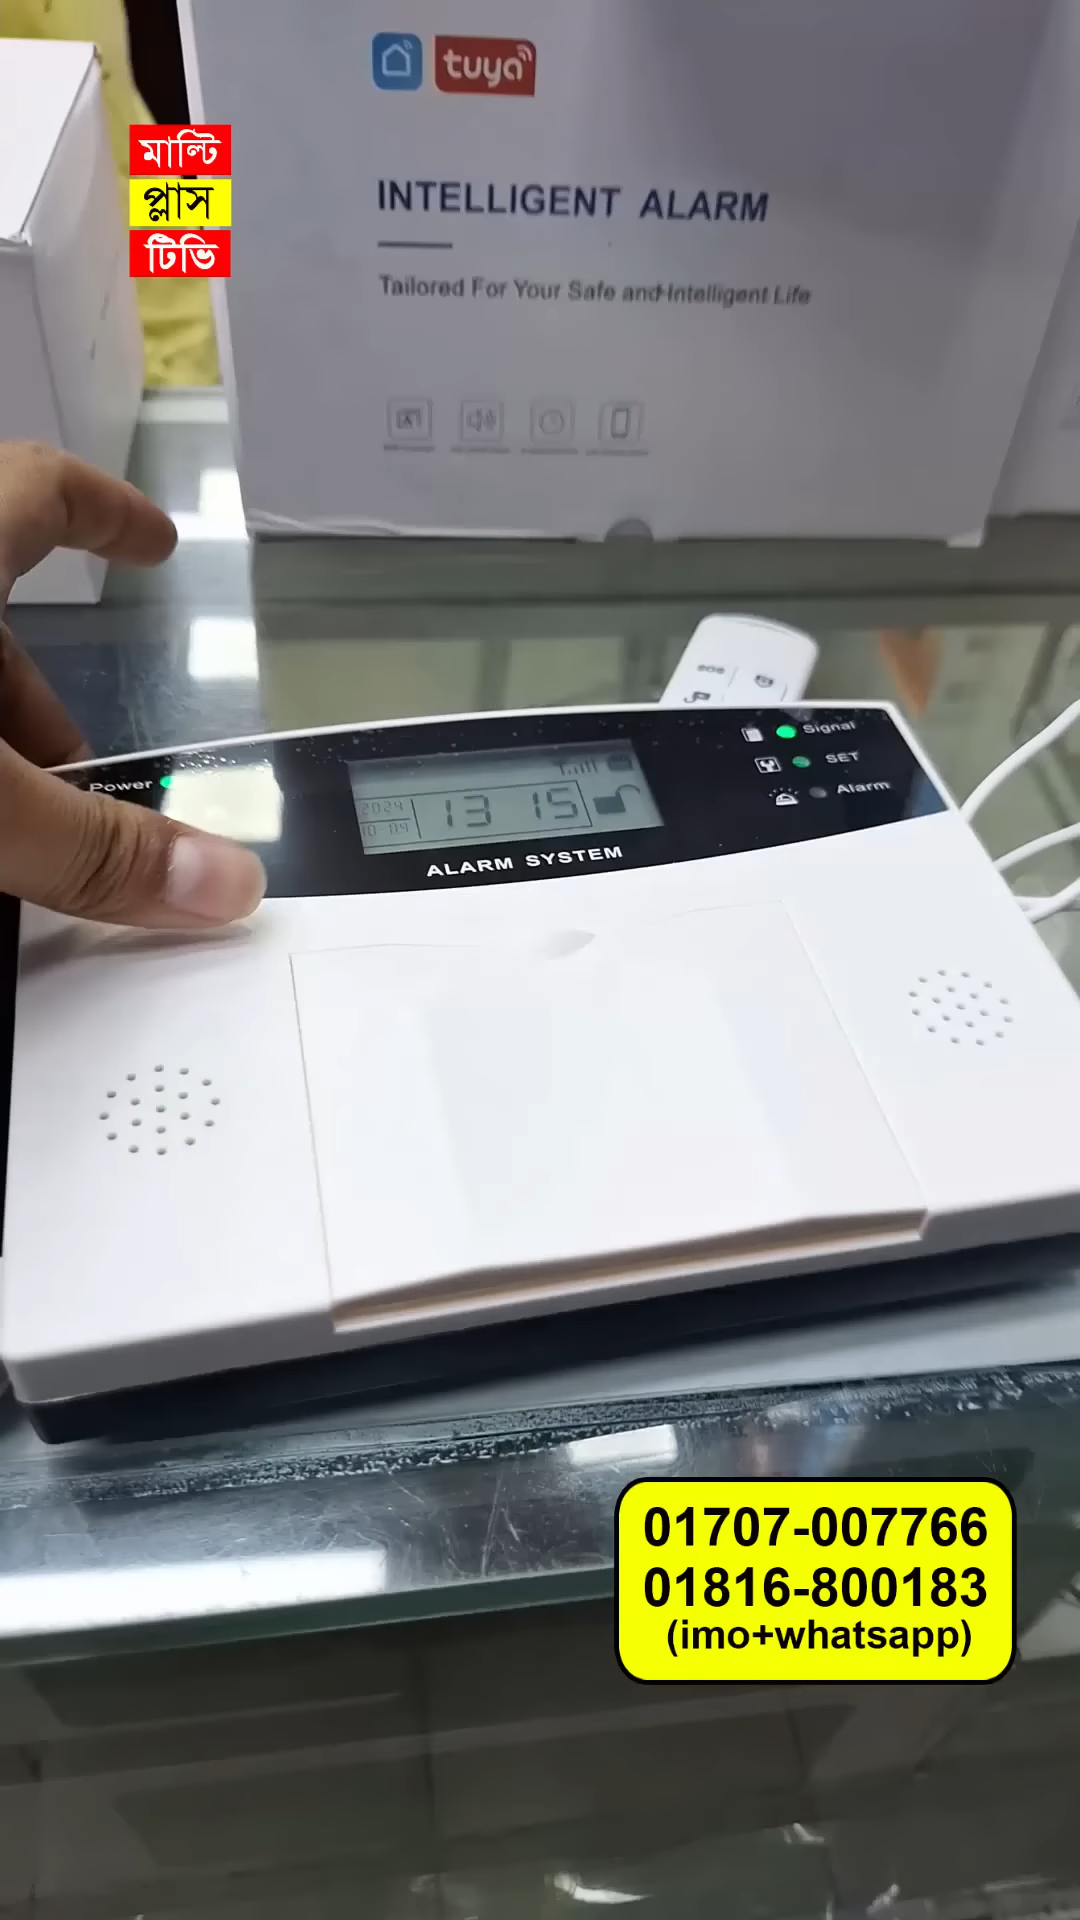 tuya
মাল্টি
প্লাস
টিভি
INTELLIGENT ALARM
Tailored For Your Safe and Intelligent Life
SOS
Power
Signal
SET
Alarm
2024
10-09
13 15
ALARM SYSTEM
01707-007766
01816-800183
(imo+whatsapp)